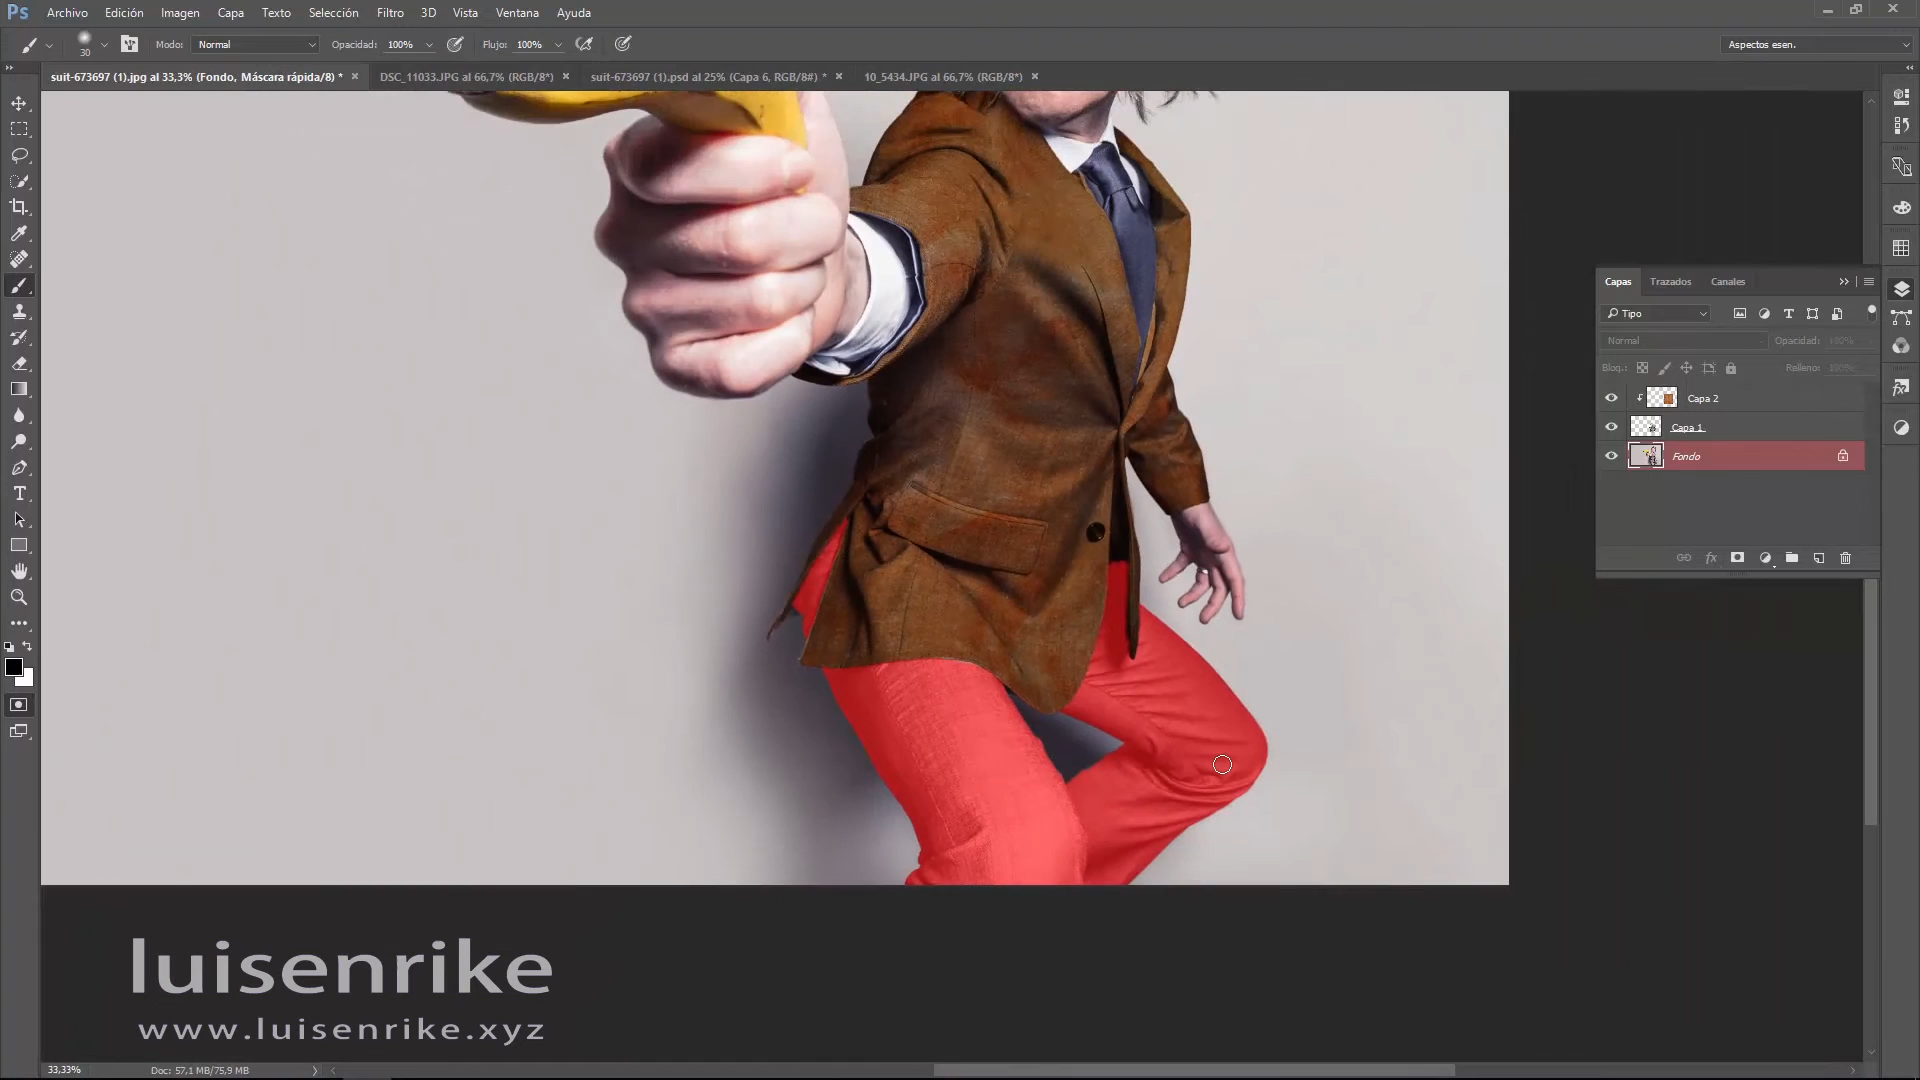 Ps Archivo Edición Imagen Capa Texto Selección Filtro 3D Vista Ventana Ayuda
30 Modo: Normal Opacidad: 100% Flujo: 100% Aspectos esen.
suit-673697 (1).jpg al 33,3% (Fondo, Máscara rápida/8) * DSC_11033.JPG al 66,7% (RGB/8*) suit-673697 (1).psd al 25% (Capa 6, RGB/8#) * 10_5434.JPG al 66,7% (RGB/8*)
Capas Trazados Canales
Tipo
Normal Opacidad: 100%
Bloq.: Relleno: 100%
Capa 2
Capa 1
Fondo
luisenrike
www.luisenrike.xyz
33,33% Doc: 57,1 MB/75,9 MB